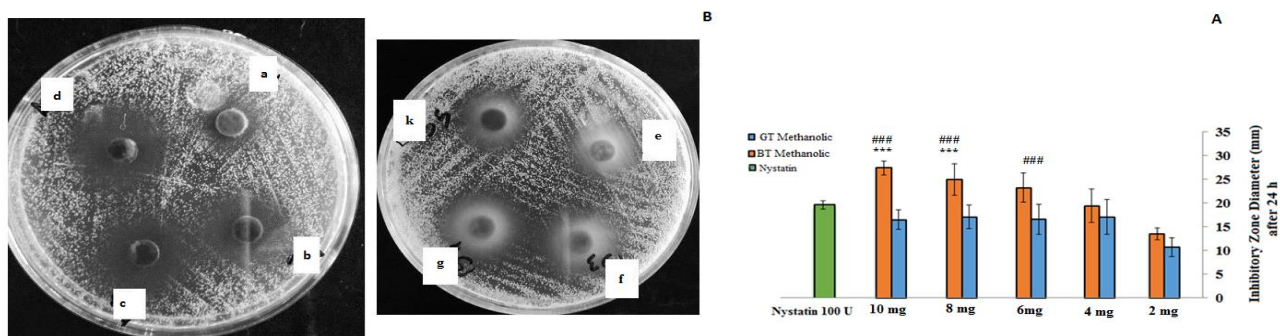 B
A
d
a
b
c
k
e
g
f
GT Methanolic
BT Methanolic
Nystatin
###
***
###
***
###
35
30
25
20
15
10
5
0
Inhibitory Zone Diameter (mm)
after 24 h
Nystatin 100 U
10 mg
8 mg
6mg
4 mg
2 mg